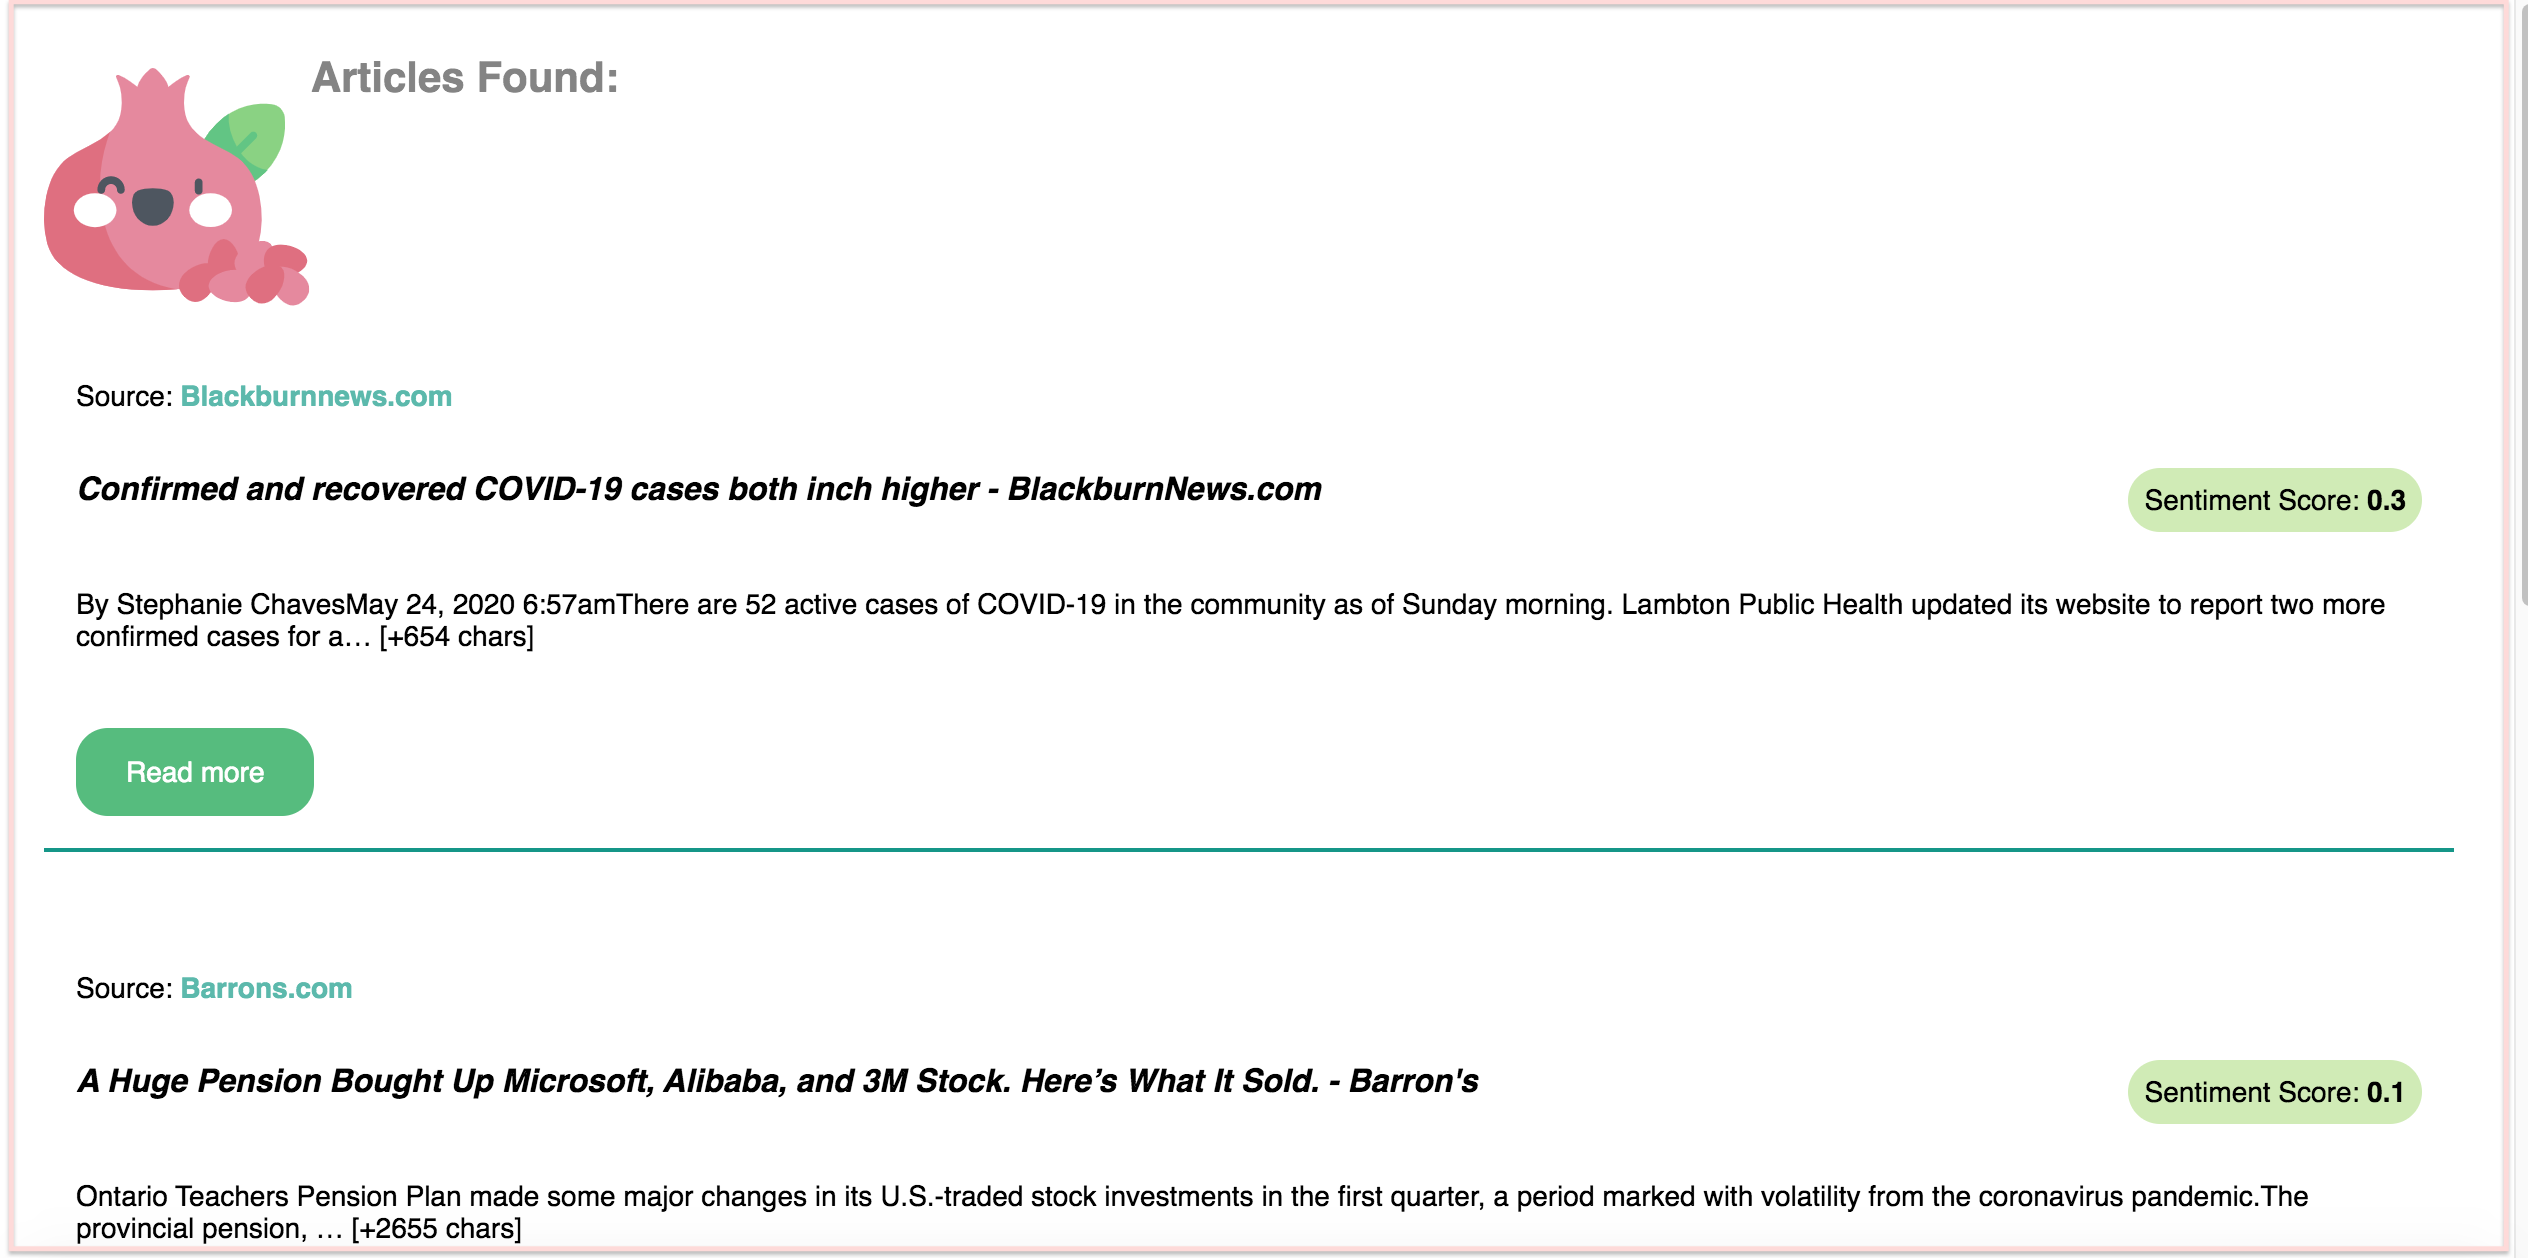 Articles Found:
Source: Blackburnnews.com
Confirmed and recovered COVID-19 cases both inch higher - BlackburnNews.com
Sentiment Score: 0.3
By Stephanie ChavesMay 24, 2020 6:57amThere are 52 active cases of COVID-19 in the community as of Sunday morning. Lambton Public Health updated its website to report two more
confirmed cases for a… [+654 chars]
Read more
Source: Barrons.com
A Huge Pension Bought Up Microsoft, Alibaba, and 3M Stock. Here’s What It Sold. - Barron's
Sentiment Score: 0.1
Ontario Teachers Pension Plan made some major changes in its U.S.-traded stock investments in the first quarter, a period marked with volatility from the coronavirus pandemic.The
provincial pension, … [+2655 chars]